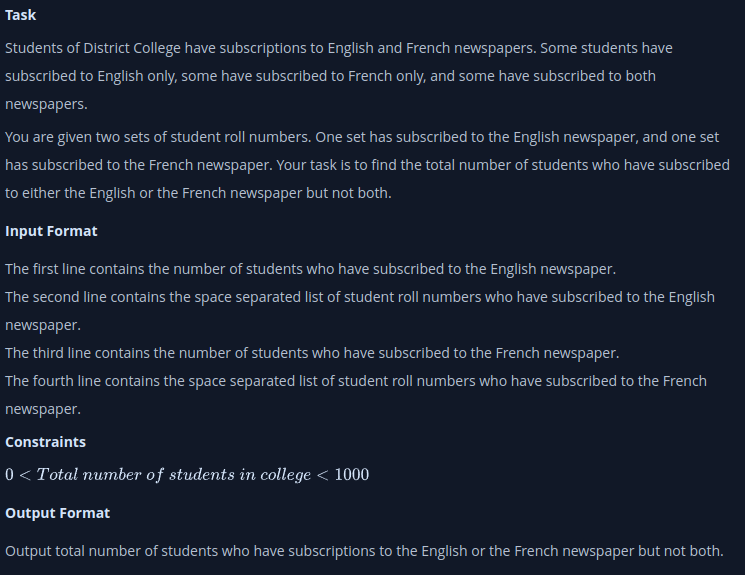 Task
Students of District College have subscriptions to English and French newspapers. Some students have
subscribed to English only, some have subscribed to French only, and some have subscribed to both
newspapers.
You are given two sets of student roll numbers. One set has subscribed to the English newspaper, and one set
has subscribed to the French newspaper. Your task is to find the total number of students who have subscribed
to either the English or the French newspaper but not both.
Input Format
The first line contains the number of students who have subscribed to the English newspaper.
The second line contains the space separated list of student roll numbers who have subscribed to the English
newspaper.
The third line contains the number of students who have subscribed to the French newspaper.
The fourth line contains the space separated list of student roll numbers who have subscribed to the French
newspaper.
Constraints
0 < Total number of students in college < 1000
Output Format
Output total number of students who have subscriptions to the English or the French newspaper but not both.